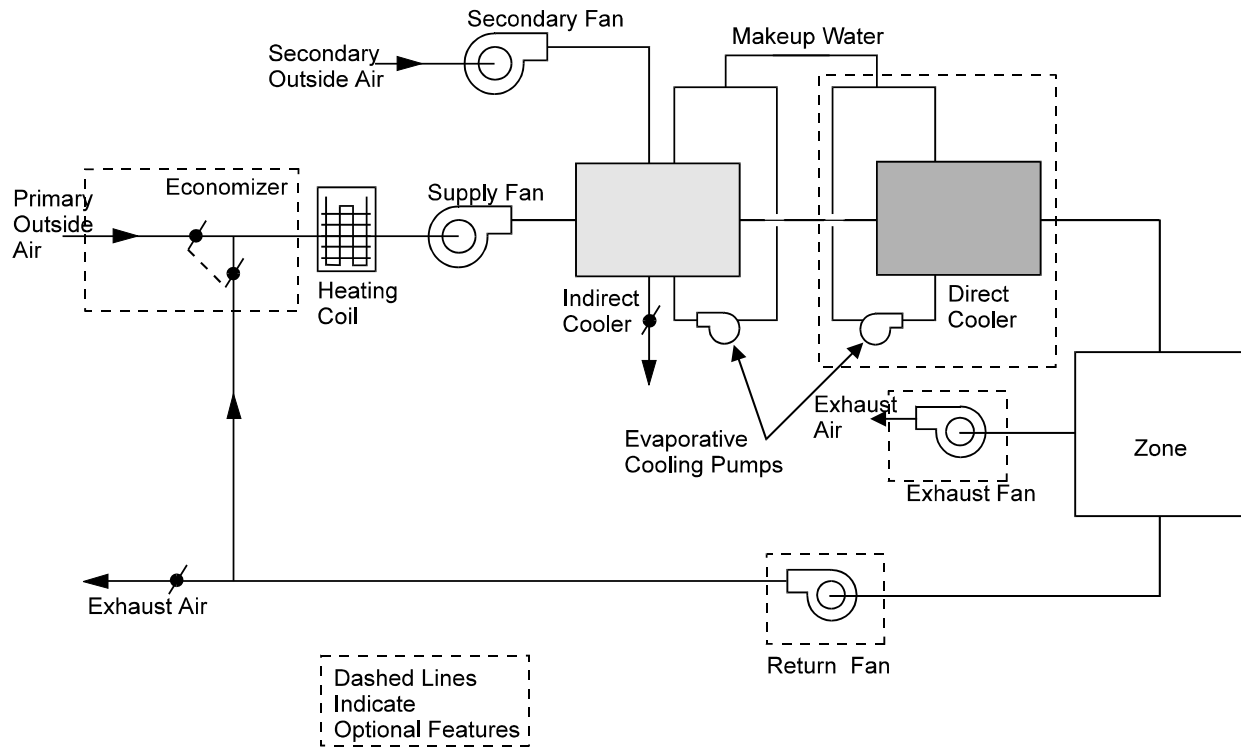 Secondary Fan
Secondary
Outside Air
Makeup Water
Economizer
Primary
Outside
Air
Supply Fan
Heating
Coil
Indirect
Cooler
Direct
Cooler
Exhaust
Air
Evaporative
Cooling Pumps
Zone
Exhaust Fan
Exhaust Air
Return Fan
Dashed Lines
Indicate
Optional Features